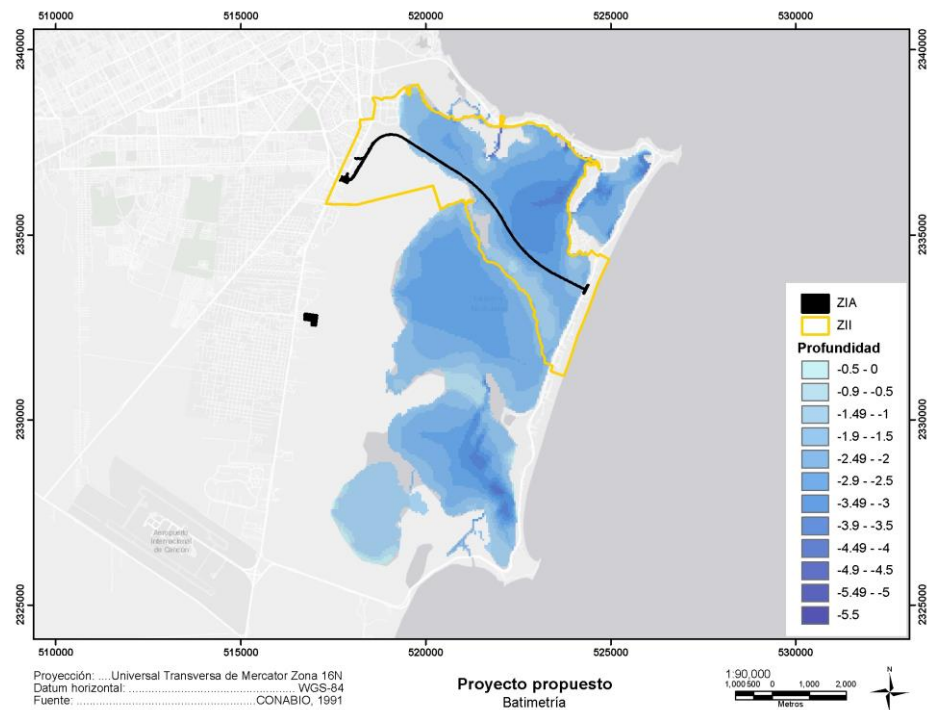 510000 515000 520000 525000 530000
2340000 2340000
2335000 2335000
2330000 2330000
2325000 2325000
Aeropuerto
Internacional
de Cancún
ZIA
ZII
Profundidad
-0.5 - 0
-0.9 - -0.5
-1.49 - -1
-1.9 - -1.5
-2.49 - -2
-2.9 - -2.5
-3.49 - -3
-3.9 - -3.5
-4.49 - -4
-4.9 - -4.5
-5.49 - -5
-5.5
510000 515000 520000 525000 530000
Proyección: ....Universal Transversa de Mercator Zona 16N
Datum horizontal: ..........................................WGS-84
Fuente: ..............................................CONABIO, 1991
Proyecto propuesto
Batimetría
1:90,000
1,000 500 0 1,000 2,000
Metros
N